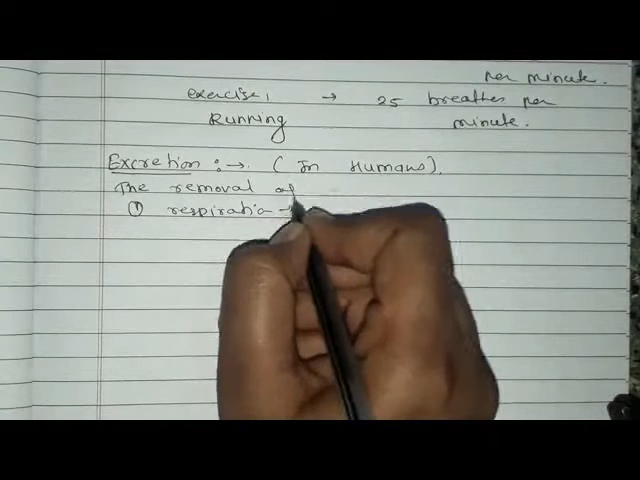 per minute.
exercise, → 25 breathes per
Running minute.
Excretion :→. (In Humans).
The removal of
① respiratio